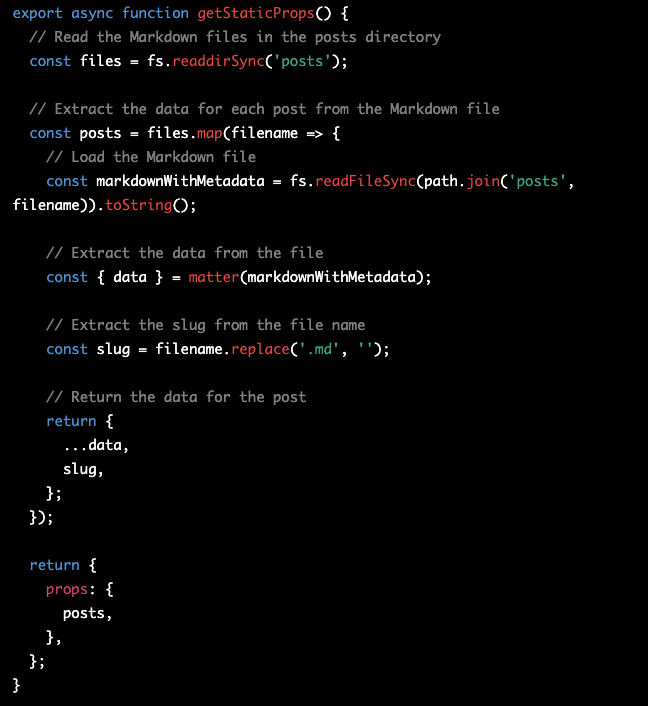 export async function getStaticProps() {
  // Read the Markdown files in the posts directory
  const files = fs.readdirSync('posts');

  // Extract the data for each post from the Markdown file
  const posts = files.map(filename => {
    // Load the Markdown file
    const markdownWithMetadata = fs.readFileSync(path.join('posts',
filename)).toString();

    // Extract the data from the file
    const { data } = matter(markdownWithMetadata);

    // Extract the slug from the file name
    const slug = filename.replace('.md', '');

    // Return the data for the post
    return {
      ...data,
      slug,
    };
  });

  return {
    props: {
      posts,
    },
  };
}